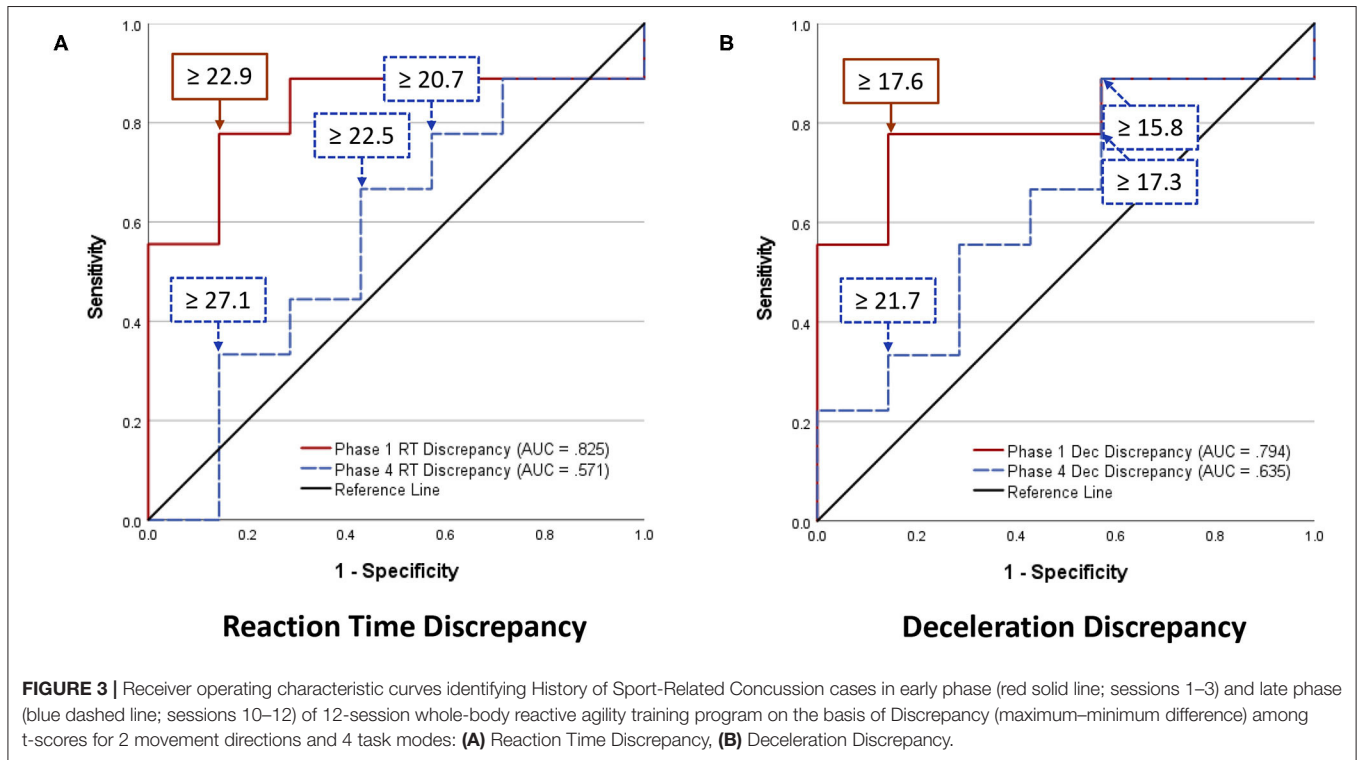 A
1.0
0.8
0.6
0.4
0.2
0.0
Sensitivity
≥ 22.9
≥ 20.7
≥ 22.5
≥ 27.1
Phase 1 RT Discrepancy (AUC = .825)
Phase 4 RT Discrepancy (AUC = .571)
Reference Line
0.0 0.2 0.4 0.6 0.8 1.0
1 - Specificity
Reaction Time Discrepancy
B
1.0
0.8
0.6
0.4
0.2
0.0
Sensitivity
≥ 17.6
≥ 15.8
≥ 17.3
≥ 21.7
Phase 1 Dec Discrepancy (AUC = .794)
Phase 4 Dec Discrepancy (AUC = .635)
Reference Line
0.0 0.2 0.4 0.6 0.8 1.0
1 - Specificity
Deceleration Discrepancy
FIGURE 3 | Receiver operating characteristic curves identifying History of Sport-Related Concussion cases in early phase (red solid line; sessions 1–3) and late phase
(blue dashed line; sessions 10–12) of 12-session whole-body reactive agility training program on the basis of Discrepancy (maximum–minimum difference) among
t-scores for 2 movement directions and 4 task modes: (A) Reaction Time Discrepancy, (B) Deceleration Discrepancy.